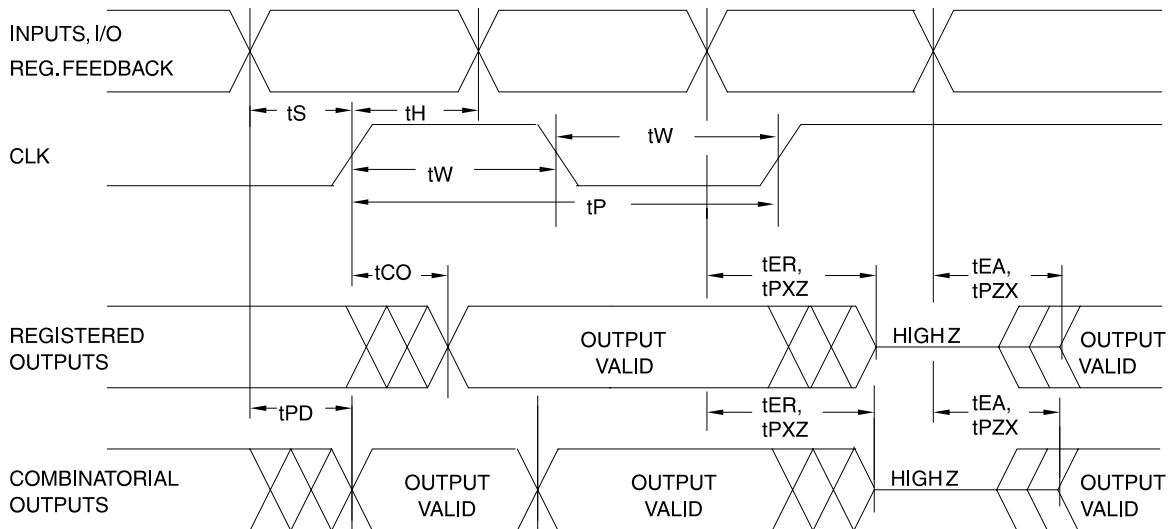 INPUTS, I/O
REG. FEEDBACK
tS
tH
CLK
tW
tW
tP
tCO
tER,
tPXZ
tEA,
tPZX
REGISTERED
OUTPUTS
OUTPUT
VALID
HIGH Z
OUTPUT
VALID
tPD
tER,
tPXZ
tEA,
tPZX
COMBINATORIAL
OUTPUTS
OUTPUT
VALID
OUTPUT
VALID
HIGH Z
OUTPUT
VALID